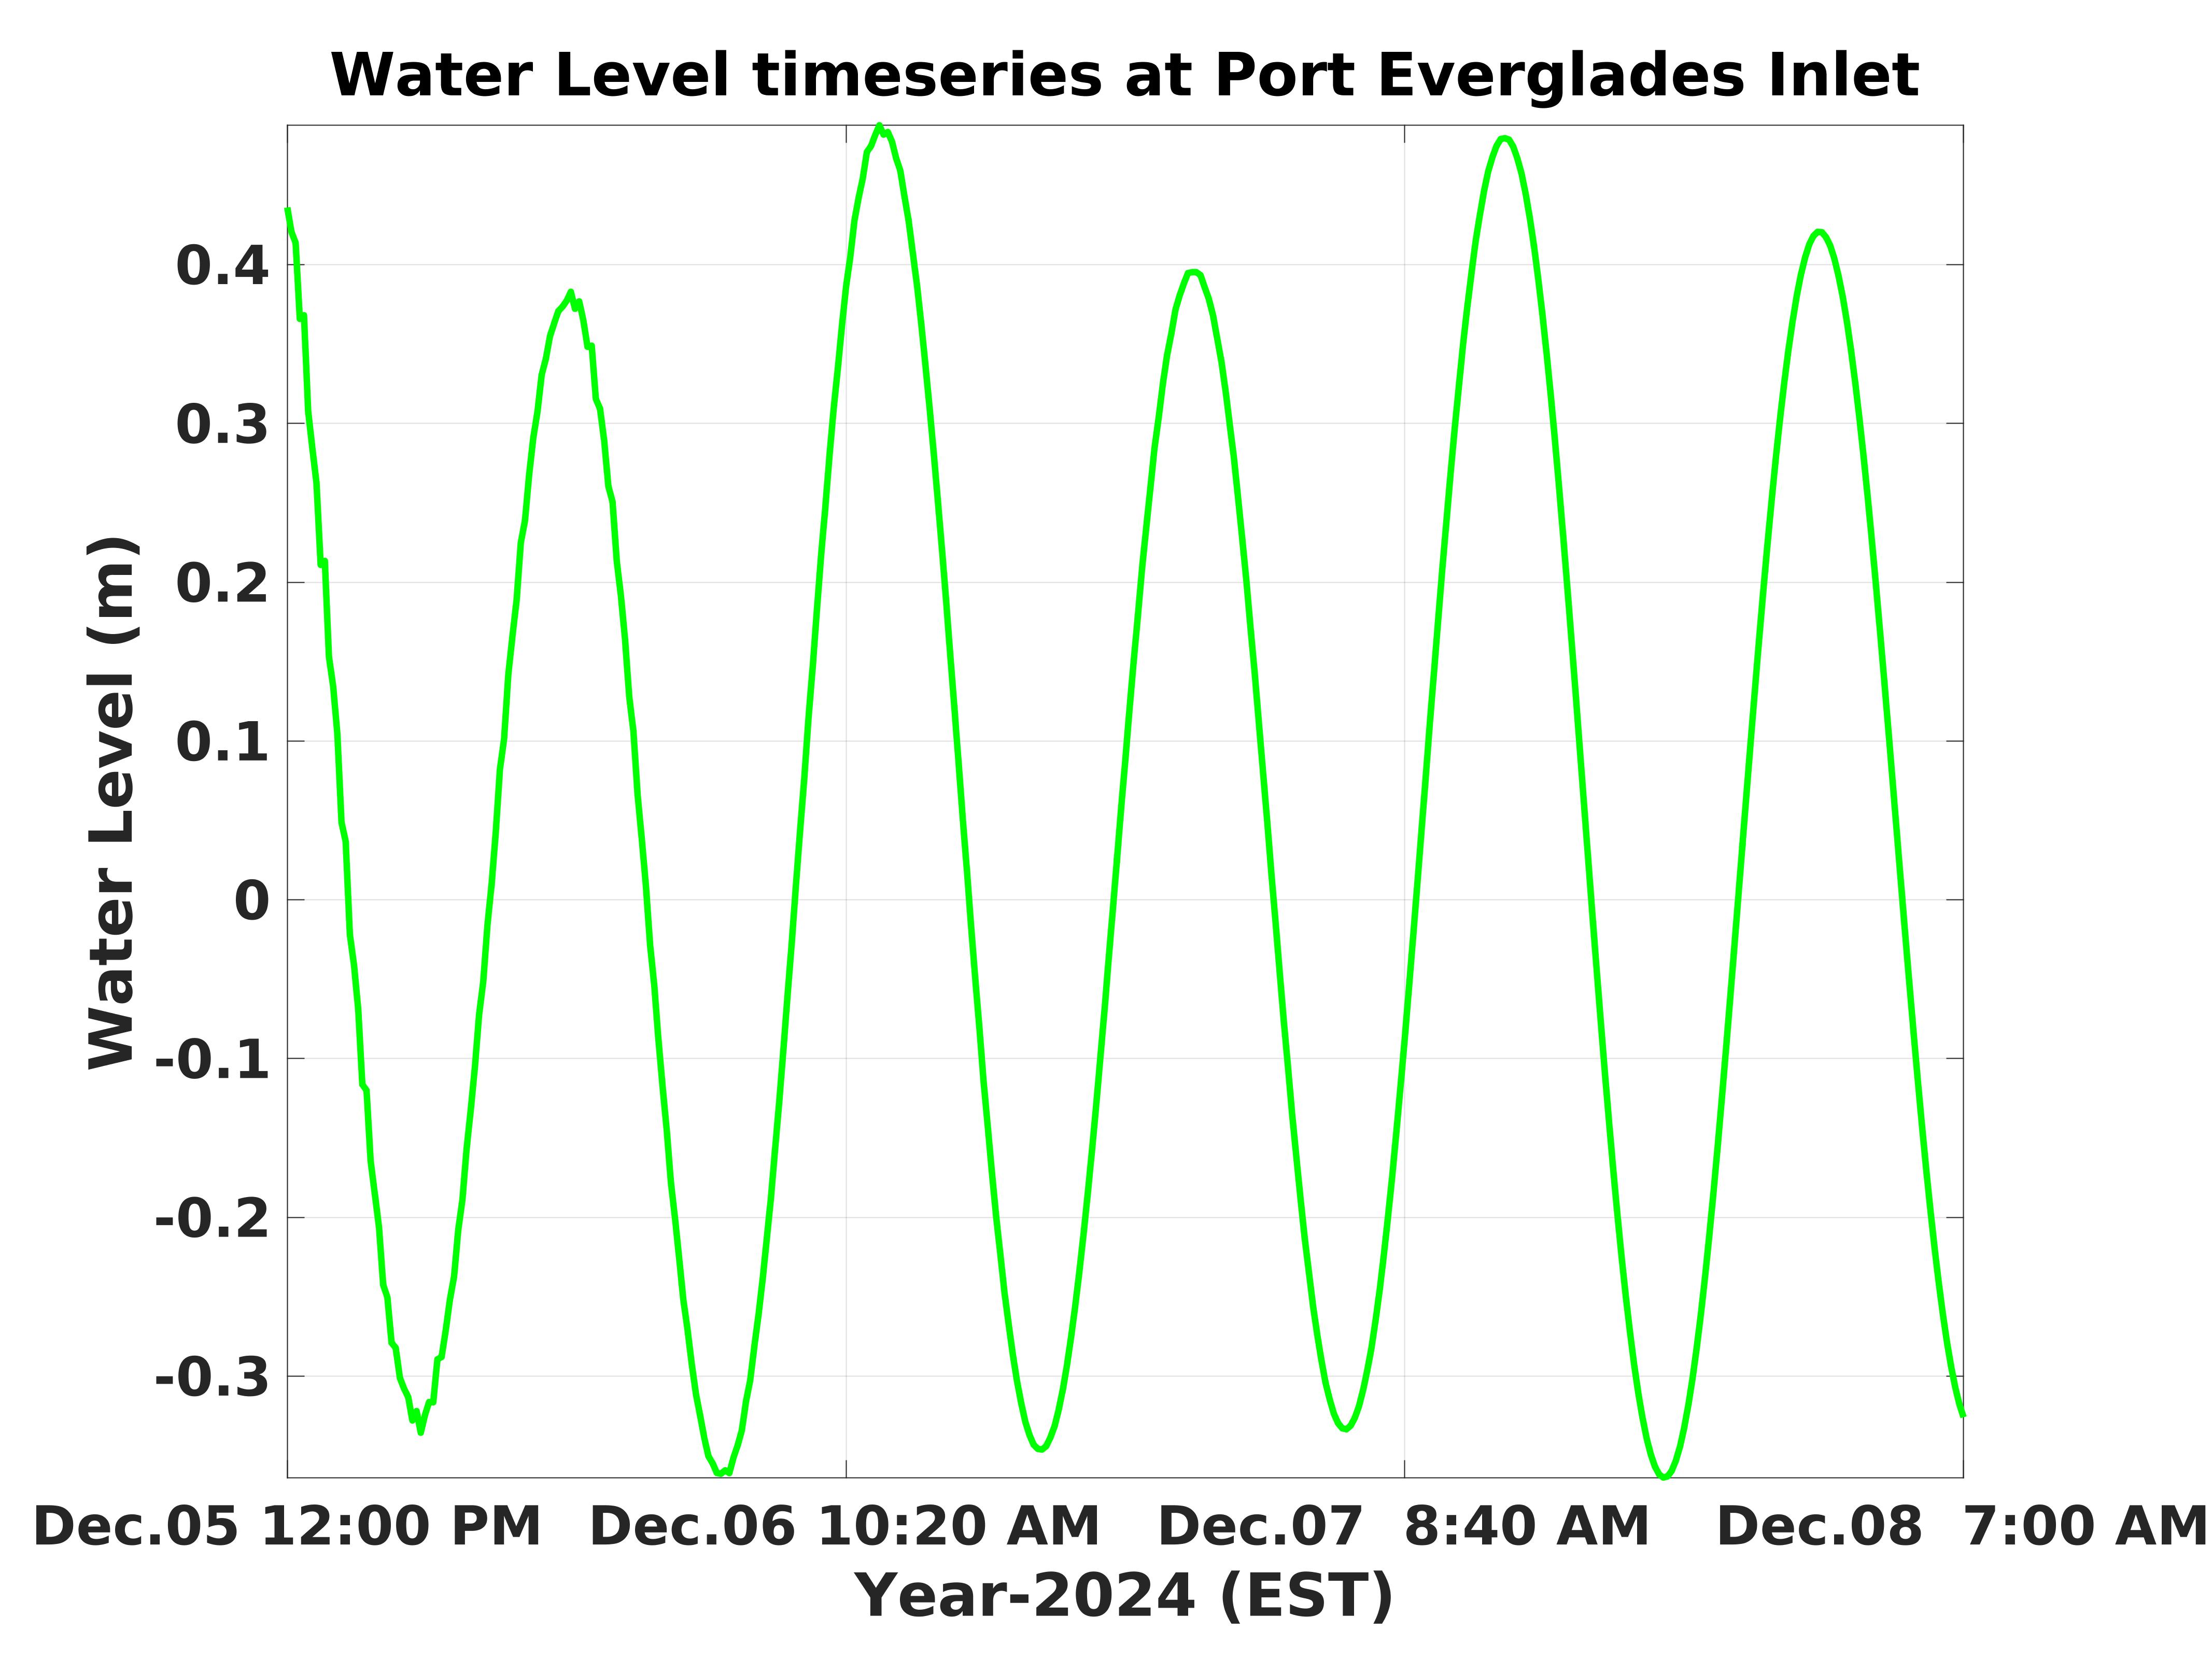 Water Level timeseries at Port Everglades Inlet
Water Level (m)
0.4
0.3
0.2
0.1
0
-0.1
-0.2
-0.3
Dec.05 12:00 PM Dec.06 10:20 AM Dec.07 8:40 AM Dec.08 7:00 AM
Year-2024 (EST)